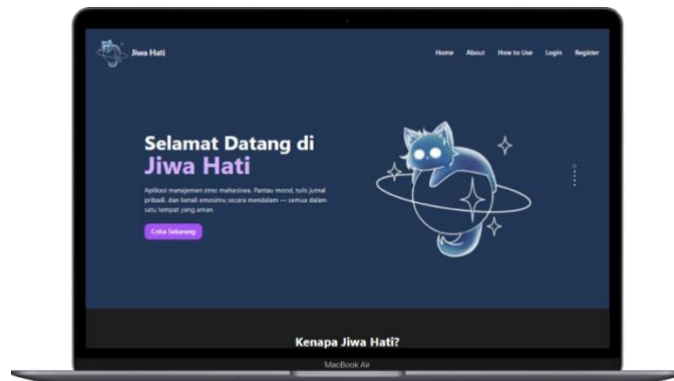 Jiwa Hati
Home About How to Use Login Register
Selamat Datang di
Jiwa Hati
Aplikasi manajemen stres mahasiswa. Pantau mood, tulis jurnal
pribadi, dan kenali emosimu secara mendalam — semua dalam
satu tempat yang aman.
Coba Sekarang
Kenapa Jiwa Hati?
MacBook Air